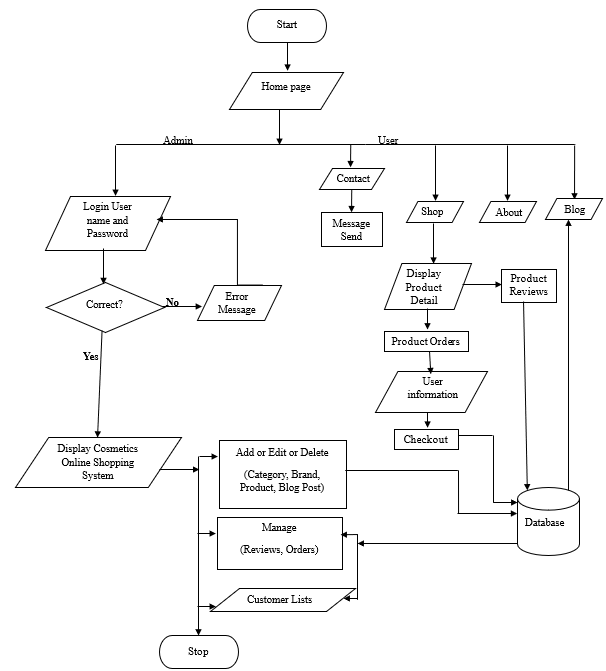 Start
Home page
Admin
User
Contact
Login User
name and
Password
Message
Send
Shop
About
Blog
Display
Product
Detail
Product
Reviews
Correct?
No
Error
Message
Product Orders
Yes
User
information
Checkout
Display Cosmetics
Online Shopping
System
Add or Edit or Delete
(Category, Brand,
Product, Blog Post)
Database
Manage
(Reviews, Orders)
Customer Lists
Stop